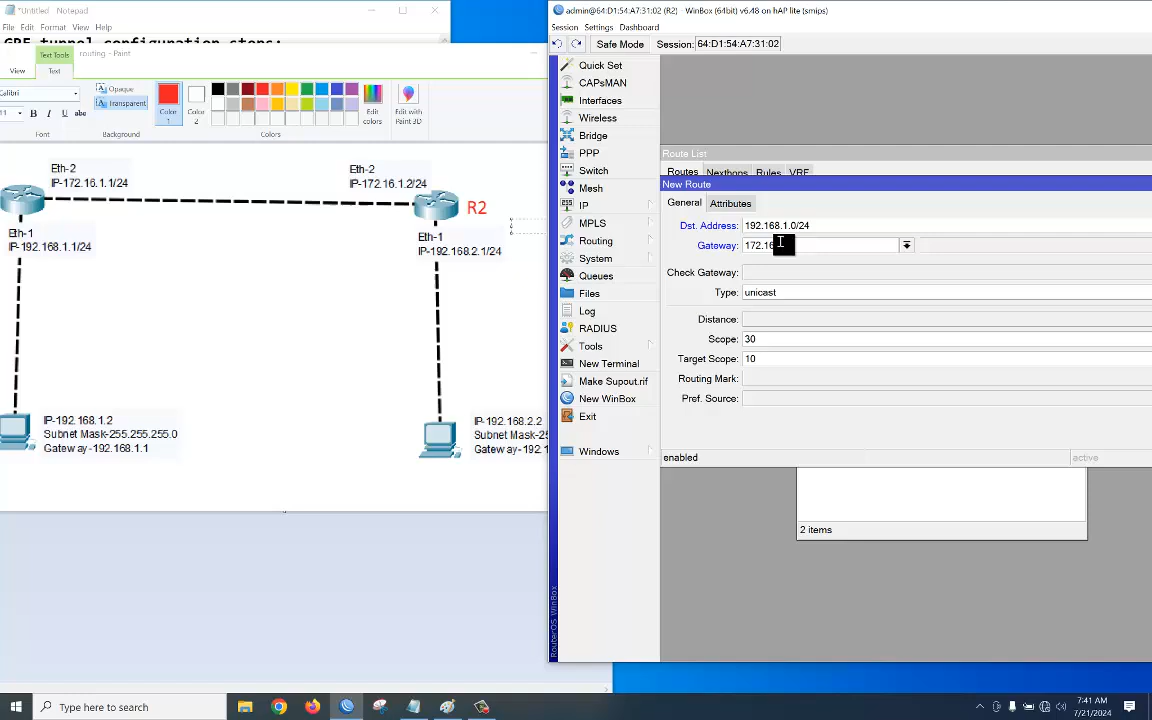 *Untitled - Notepad
File Edit Format View Help
GRE tunnel configuration steps:
Text Tools
routing - Paint
View
Text
Calibri
11
B I U abc
Font
Opaque
Transparent
Background
Color 1
Color 2
Edit colors
Edit with Paint 3D
Colors
Eth-2
IP-172.16.1.1/24
Eth-2
IP-172.16.1.2/24
R2
Eth-1
IP-192.168.1.1/24
Eth-1
IP-192.168.2.1/24
IP-192.168.1.2
Subnet Mask-255.255.255.0
Gateway-192.168.1.1
IP-192.168.2.2
Subnet Mask-25
Gateway-192.1
admin@64:D1:54:A7:31:02 (R2) - WinBox (64bit) v6.48 on hAP lite (smips)
Session Settings Dashboard
Safe Mode Session: 64:D1:54:A7:31:02
Quick Set
CAPsMAN
Interfaces
Wireless
Bridge
PPP
Switch
Mesh
IP
MPLS
Routing
System
Queues
Files
Log
RADIUS
Tools
New Terminal
Make Supout.rif
New WinBox
Exit
Windows
RouterOS WinBox
Route List
Routes Nexthops Rules VRF
New Route
General Attributes
Dst. Address: 192.168.1.0/24
Gateway: 172.16
Check Gateway:
Type: unicast
Distance:
Scope: 30
Target Scope: 10
Routing Mark:
Pref. Source:
enabled
active
2 items
Type here to search
7:41 AM
7/21/2024